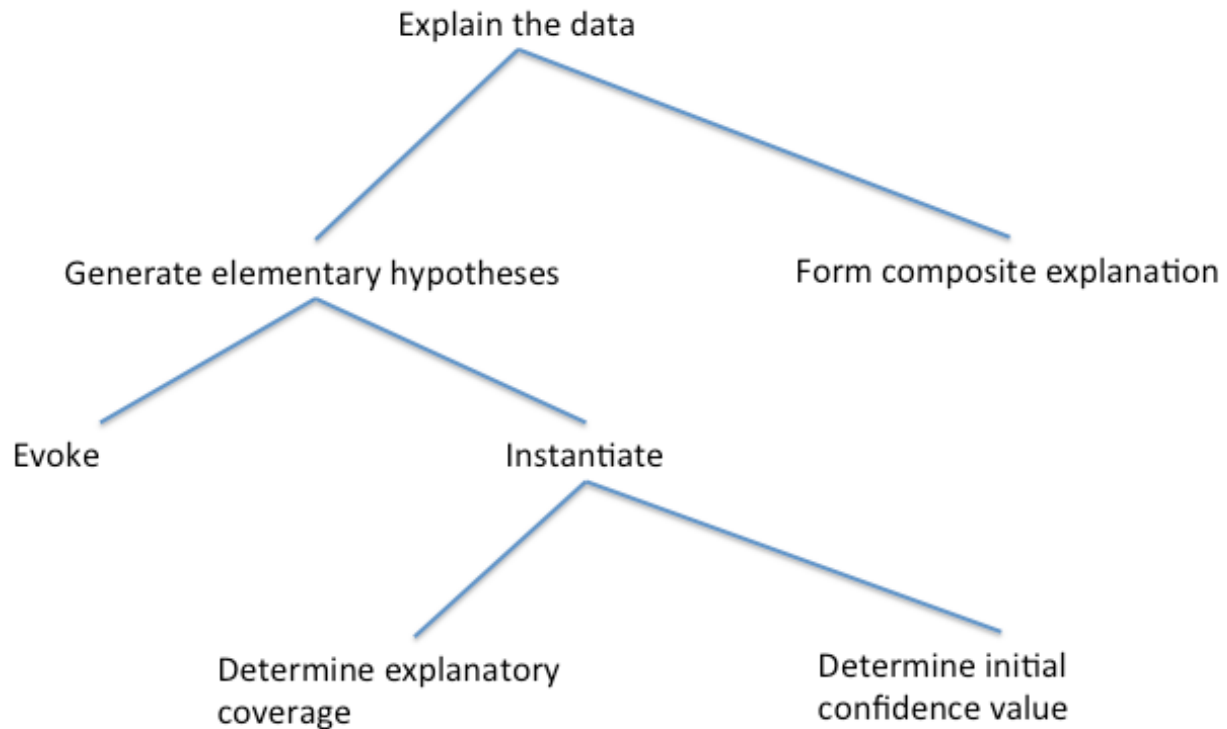 Explain the data
Generate elementary hypotheses
Form composite explanation
Evoke
Instantiate
Determine explanatory
coverage
Determine initial
confidence value